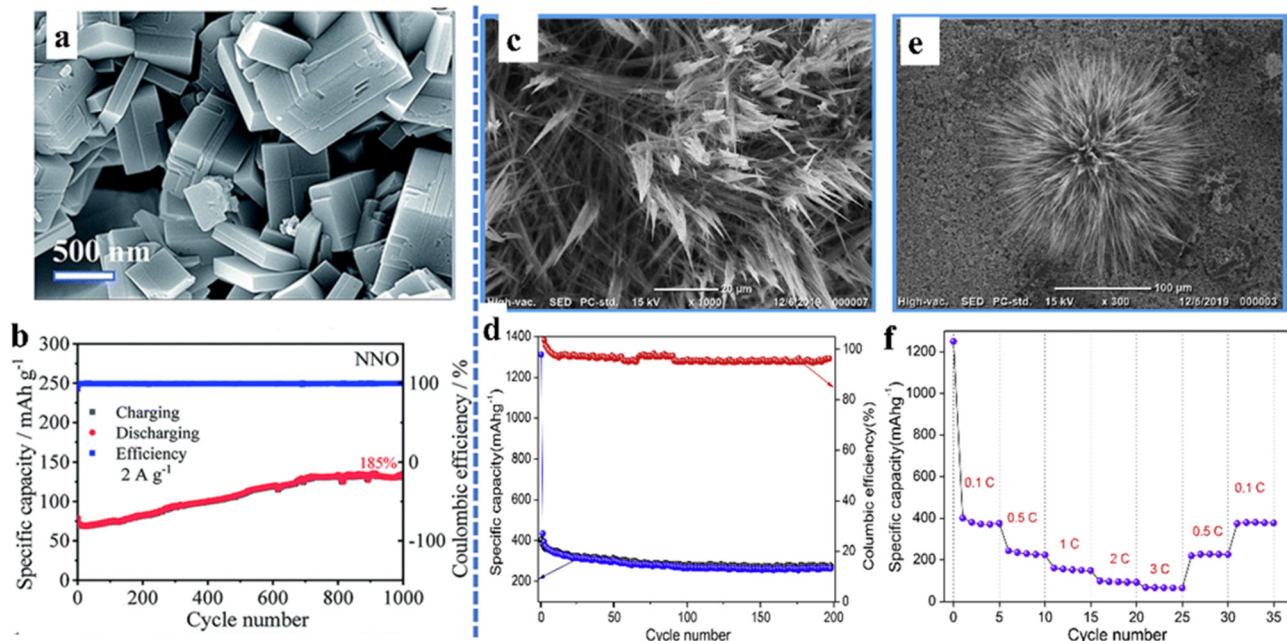 a
500 nm
c
High-vac. SED PC-std. 15 kV x 1000 20 µm 12/6/2019 000007
e
High-vac. SED PC-std. 15 kV x 300 100 µm 12/6/2019 000003
b
Specific capacity / mAh g⁻¹
300
250
200
150
100
50
0
NNO
Charging
Discharging
Efficiency
2 A g⁻¹
185%
100
0
-100
Coulombic efficiency / %
0 200 400 600 800 1000
Cycle number
d
Specific capacity(mAhg⁻¹)
1400
1200
1000
800
600
400
200
100
80
60
40
20
0
Columbic efficiency(%)
0 50 100 150 200
Cycle number
f
Specific capacity(mAhg⁻¹)
1200
1000
800
600
400
200
0
0.1 C
0.5 C
1 C
2 C
3 C
0.5 C
0.1 C
0 5 10 15 20 25 30 35
Cycle number